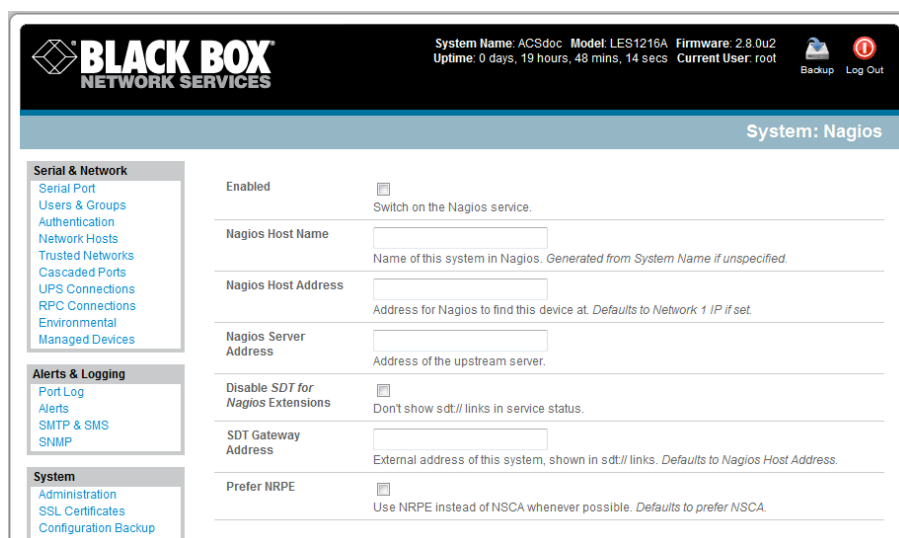 BLACK BOX
NETWORK SERVICES
System Name: ACSdoc Model: LES1216A Firmware: 2.8.0u2
Uptime: 0 days, 19 hours, 48 mins, 14 secs Current User: root
Backup
Log Out
System: Nagios
Serial & Network
Serial Port
Users & Groups
Authentication
Network Hosts
Trusted Networks
Cascaded Ports
UPS Connections
RPC Connections
Environmental
Managed Devices
Alerts & Logging
Port Log
Alerts
SMTP & SMS
SNMP
System
Administration
SSL Certificates
Configuration Backup
Enabled
Switch on the Nagios service.
Nagios Host Name
Name of this system in Nagios. Generated from System Name if unspecified.
Nagios Host Address
Address for Nagios to find this device at. Defaults to Network 1 IP if set.
Nagios Server
Address
Address of the upstream server.
Disable SDT for
Nagios Extensions
Don't show sdt:// links in service status.
SDT Gateway
Address
External address of this system, shown in sdt:// links. Defaults to Nagios Host Address.
Prefer NRPE
Use NRPE instead of NSCA whenever possible. Defaults to prefer NSCA.